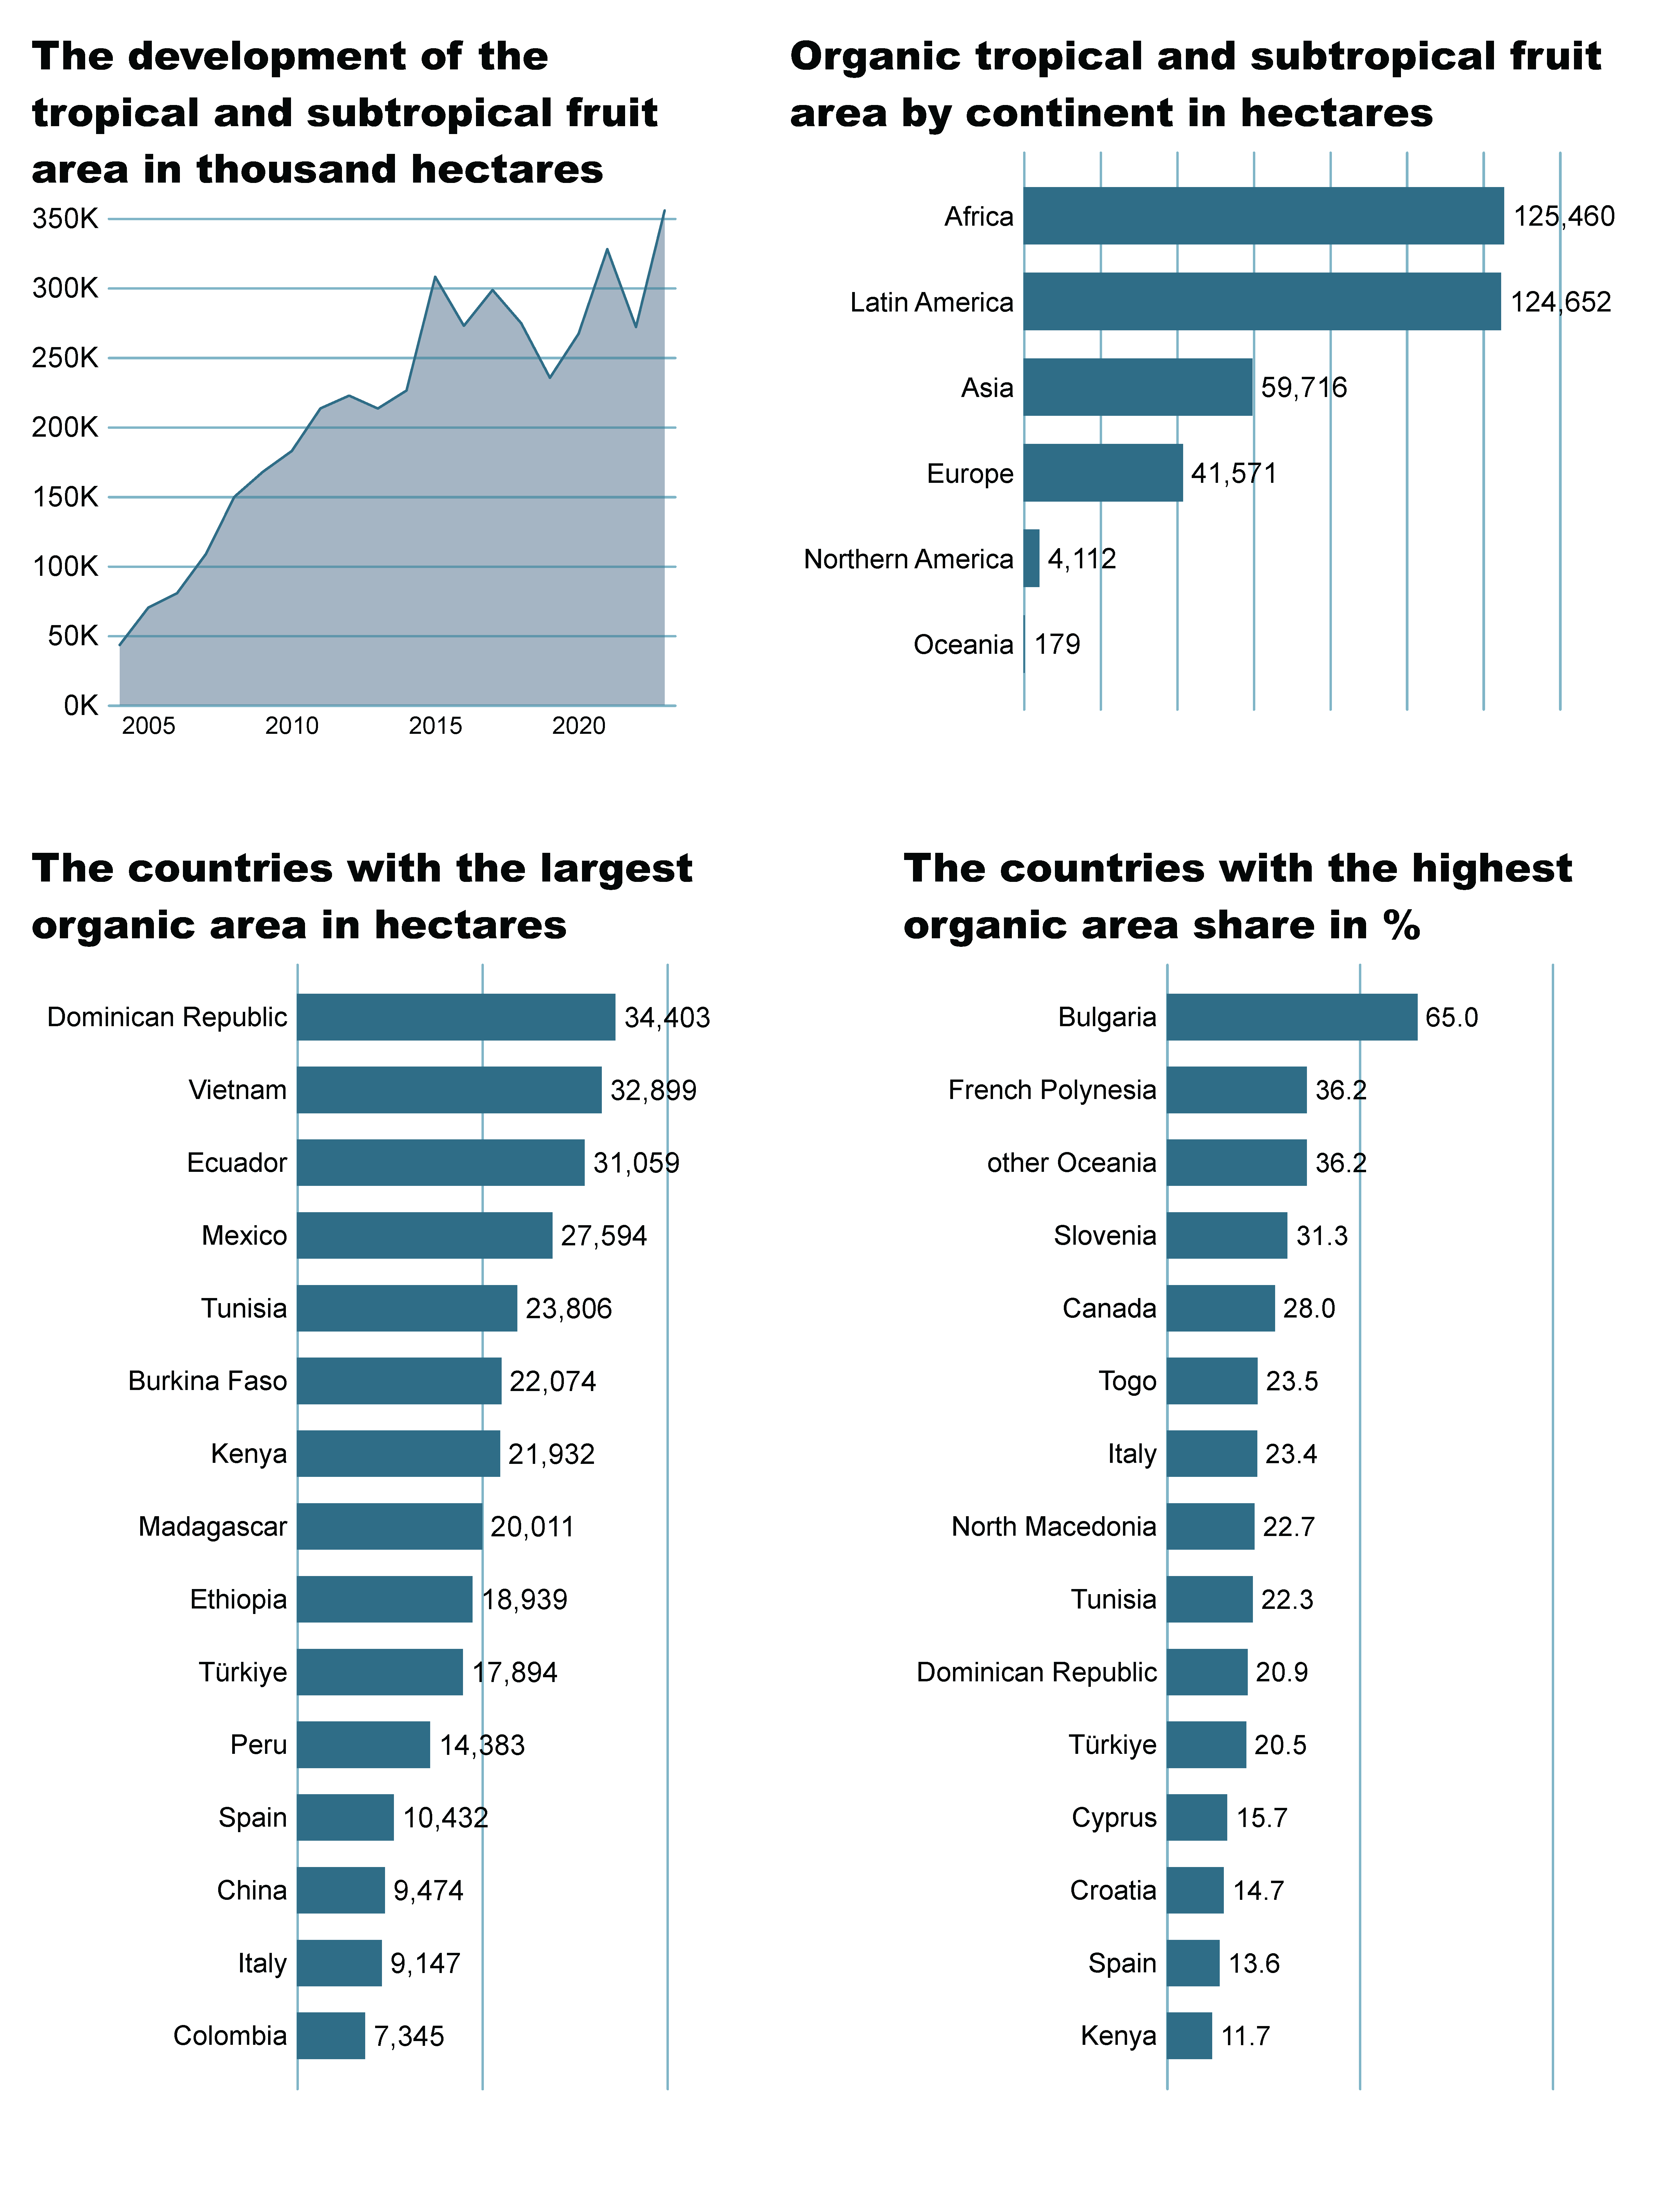 The development of the
tropical and subtropical fruit
area in thousand hectares
350K
300K
250K
200K
150K
100K
50K
0K
2005 2010 2015 2020
Organic tropical and subtropical fruit
area by continent in hectares
Africa 125,460
Latin America 124,652
Asia 59,716
Europe 41,571
Northern America 4,112
Oceania 179
The countries with the largest
organic area in hectares
Dominican Republic 34,403
Vietnam 32,899
Ecuador 31,059
Mexico 27,594
Tunisia 23,806
Burkina Faso 22,074
Kenya 21,932
Madagascar 20,011
Ethiopia 18,939
Türkiye 17,894
Peru 14,383
Spain 10,432
China 9,474
Italy 9,147
Colombia 7,345
The countries with the highest
organic area share in %
Bulgaria 65.0
French Polynesia 36.2
other Oceania 36.2
Slovenia 31.3
Canada 28.0
Togo 23.5
Italy 23.4
North Macedonia 22.7
Tunisia 22.3
Dominican Republic 20.9
Türkiye 20.5
Cyprus 15.7
Croatia 14.7
Spain 13.6
Kenya 11.7